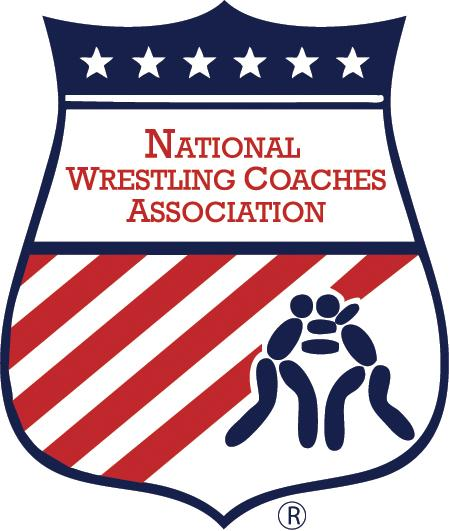 NATIONAL
WRESTLING COACHES
ASSOCIATION
®